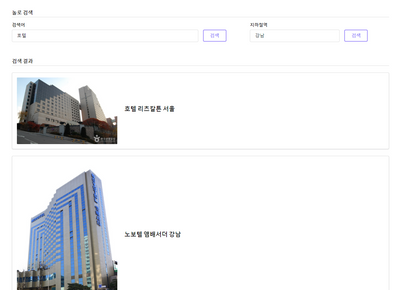 놀로 검색
검색어
지하철역
호텔
검색
강남
검색
검색 결과
호텔 리츠칼튼 서울
노보텔 앰배서더 강남